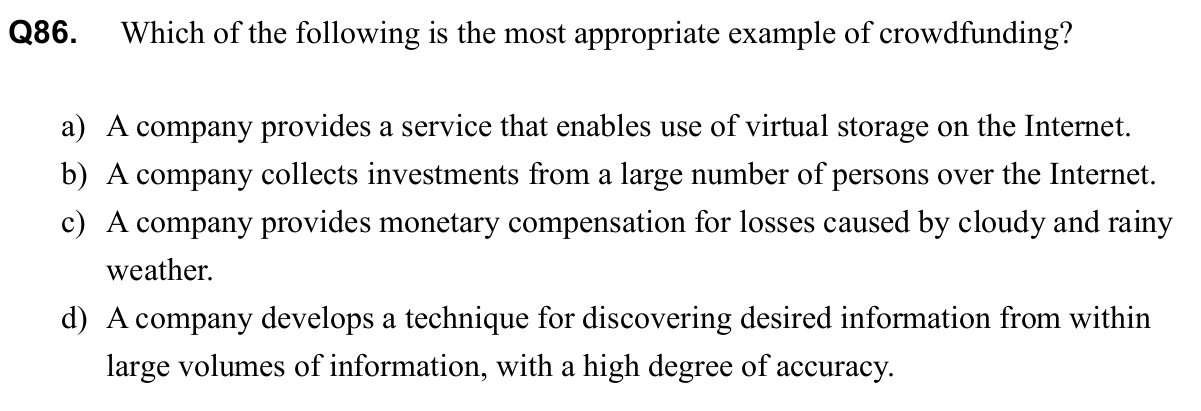 Q86. Which of the following is the most appropriate example of crowdfunding?
a) A company provides a service that enables use of virtual storage on the Internet.
b) A company collects investments from a large number of persons over the Internet.
c) A company provides monetary compensation for losses caused by cloudy and rainy
weather.
d) A company develops a technique for discovering desired information from within
large volumes of information, with a high degree of accuracy.